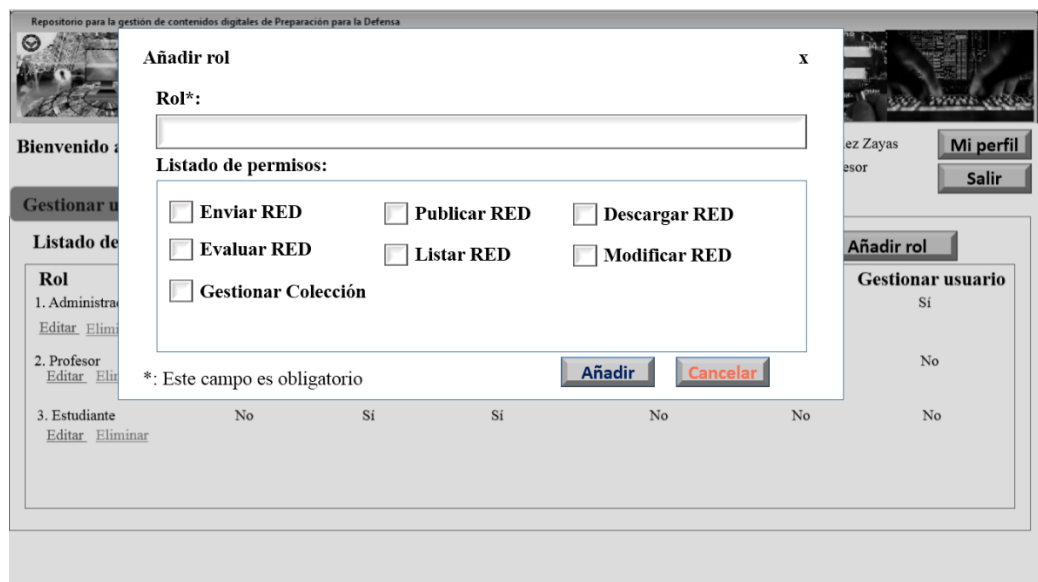 Repositorio para la gestión de contenidos digitales de Preparación para la Defensa
Añadir rol x
Rol*:
Bienvenido
ez Zayas
Mi perfil
Listado de permisos:
Salir
Gestionar
Enviar RED Publicar RED Descargar RED
Listado de
Añadir rol
Evaluar RED Listar RED Modificar RED
Rol
Gestionar usuario
Gestionar Colección
1. Administra
Sí
Editar Elimi
2. Profesor
No
Editar Elir
*: Este campo es obligatorio
Añadir Cancelar
3. Estudiante No Sí Sí No No No
Editar Eliminar